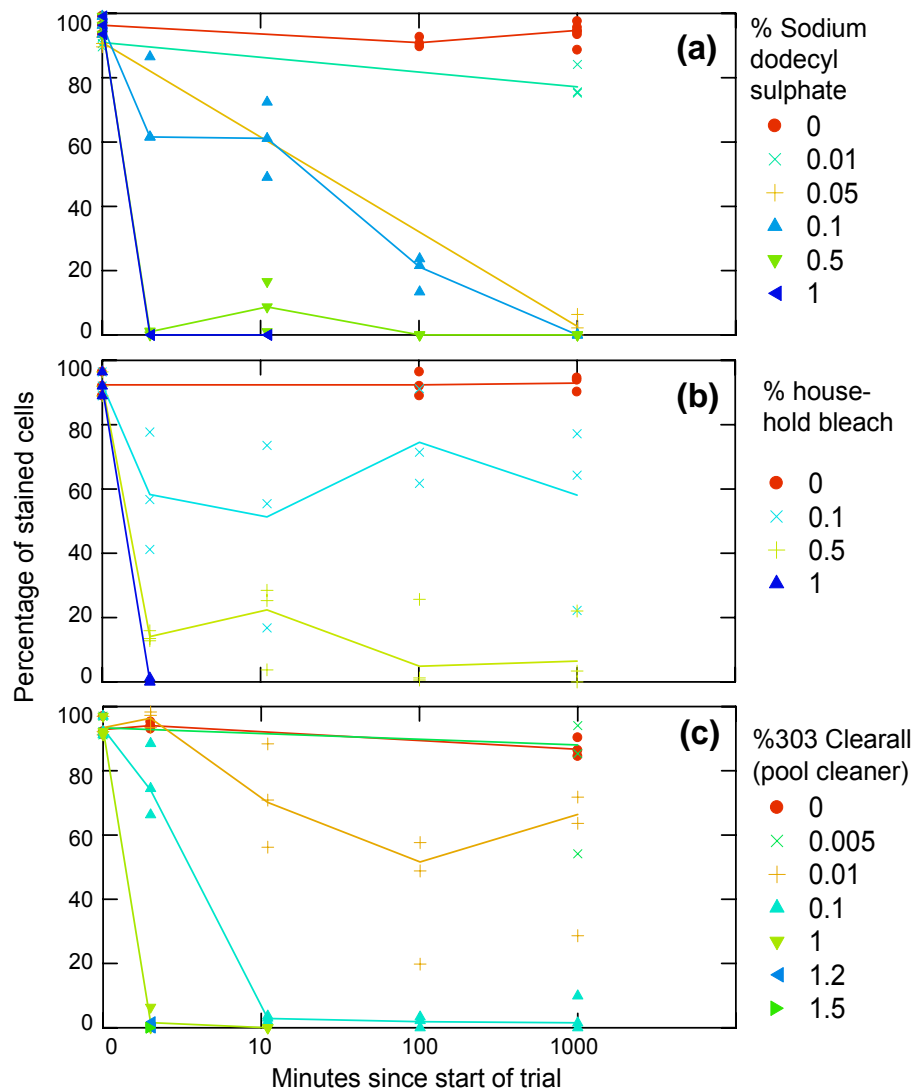 Percentage of stained cells
100
80
60
40
20
0
(a)
% Sodium
dodecyl
sulphate
0
0.01
0.05
0.1
0.5
1
100
80
60
40
20
0
(b)
% house-
hold bleach
0
0.1
0.5
1
100
80
60
40
20
0
(c)
%303 Clearall
(pool cleaner)
0
0.005
0.01
0.1
1
1.2
1.5
0 10 100 1000
Minutes since start of trial